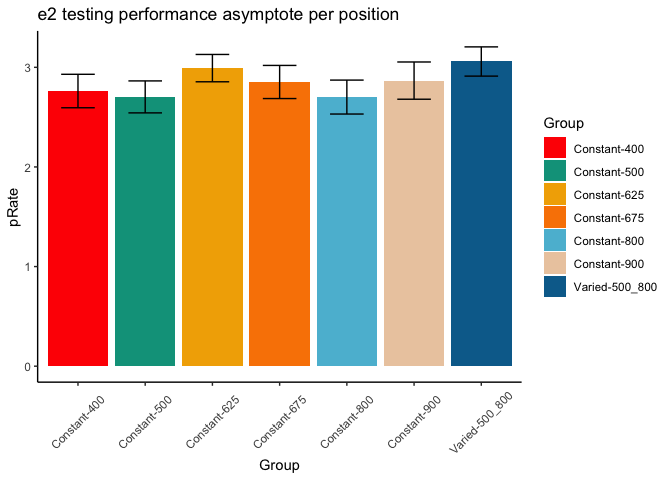 e2 testing performance asymptote per position
pRate
3
2
1
0
Constant-400
Constant-500
Constant-625
Constant-675
Constant-800
Constant-900
Varied-500_800
Group
Group
Constant-400
Constant-500
Constant-625
Constant-675
Constant-800
Constant-900
Varied-500_800